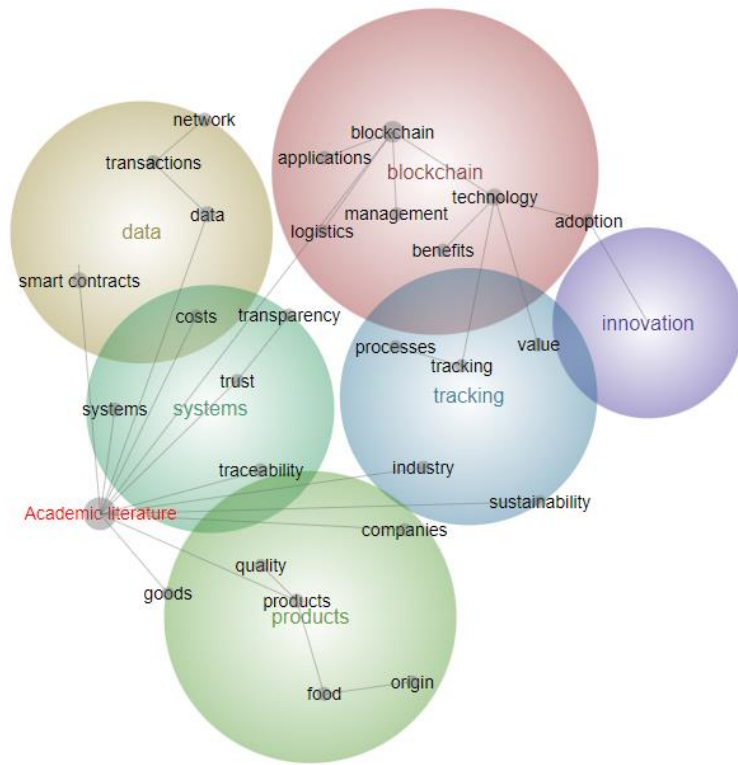 network
blockchain
transactions
applications
blockchain
technology
data
management
adoption
data
logistics
benefits
smart contracts
costs
transparency
innovation
processes
value
tracking
trust
systems
systems
tracking
traceability
industry
sustainability
Academic literature
companies
quality
goods
products
products
food
origin